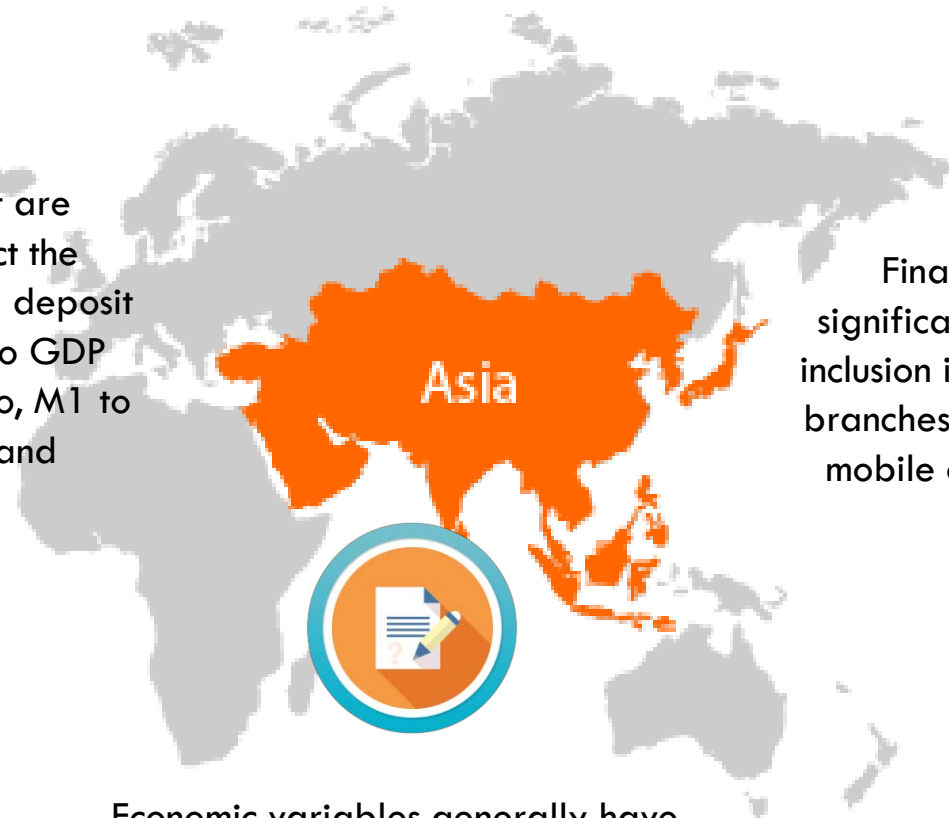 are
ct the
deposit
o GDP
o, M1 to
and
Asia
Fina
significa
inclusion i
branches
mobile
?
Economic variables generally have